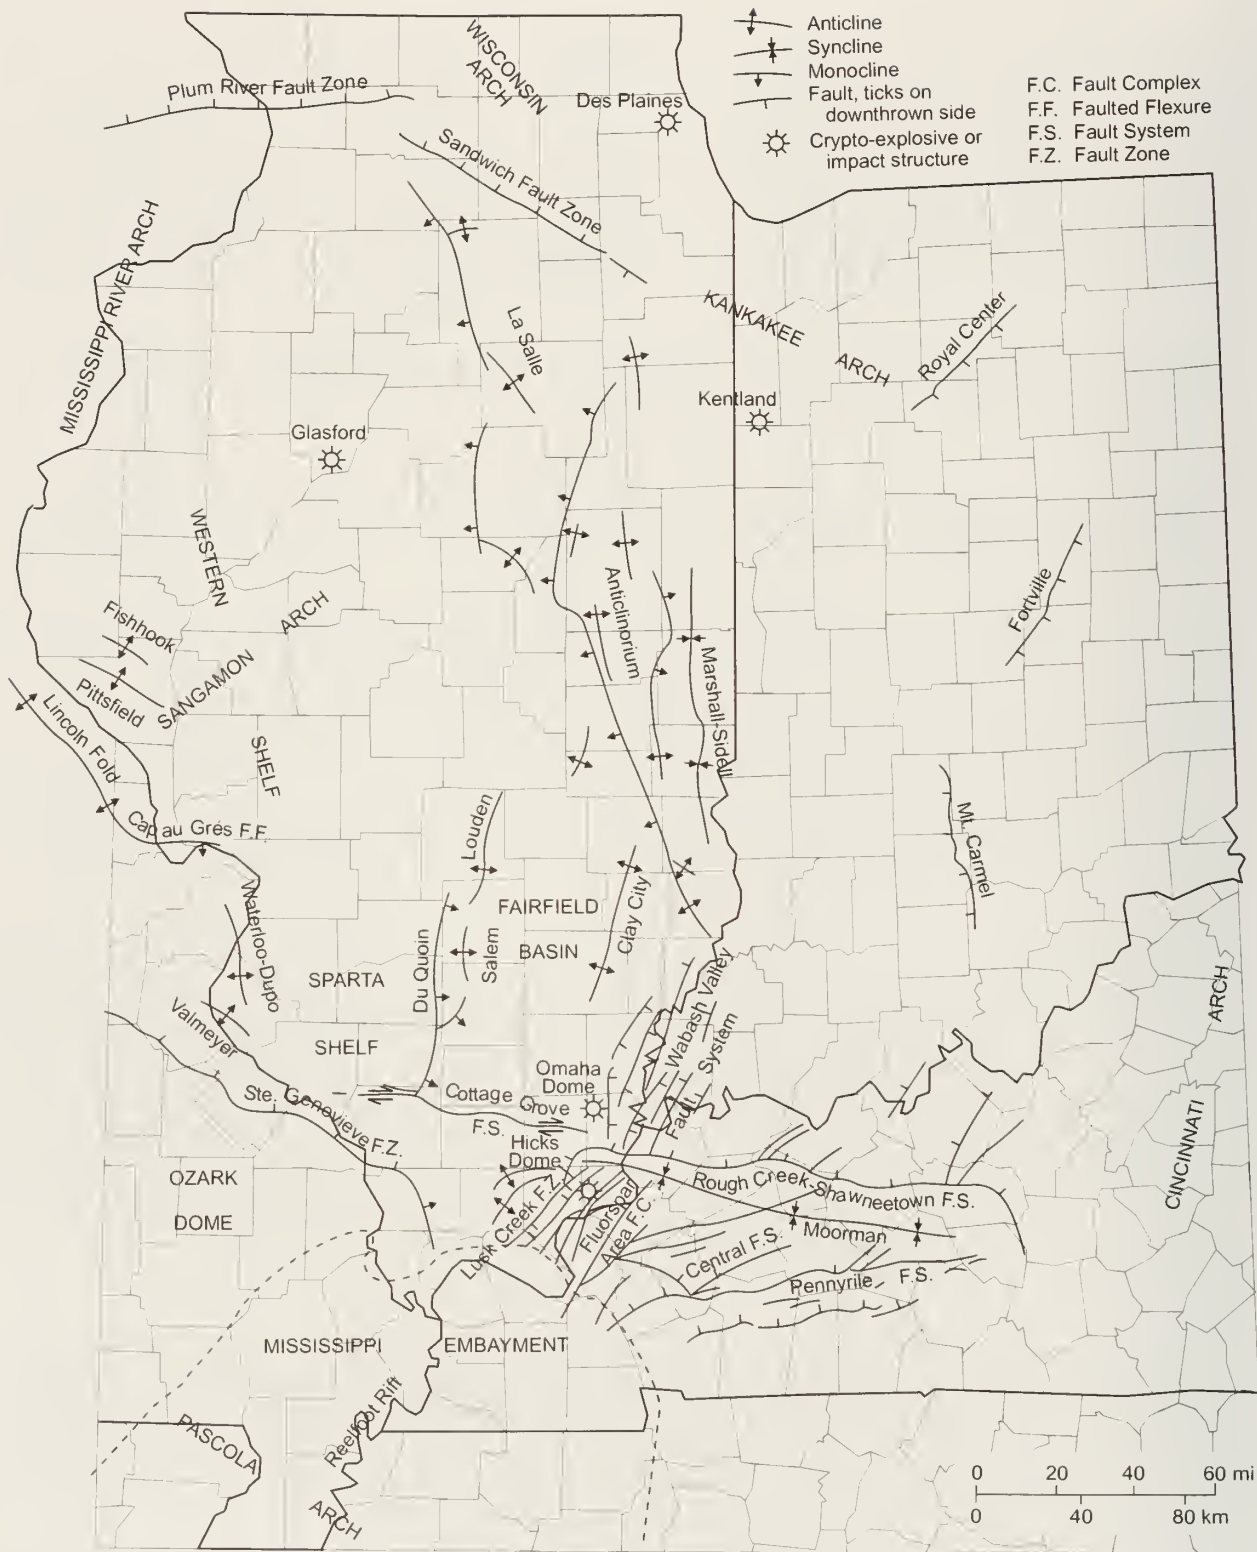 Anticline
Syncline
Monocline
Fault, ticks on
downthrown side
Crypto-explosive or
impact structure
F.C. Fault Complex
F.F. Faulted Flexure
F.S. Fault System
F.Z. Fault Zone
WISCONSIN
ARCH
Plum River Fault Zone
Des Plaines
Sandwich Fault Zone
MISSISSIPPI RIVER ARCH
La Salle
KANKAKEE
ARCH
Royal Center
Kentland
Glasford
WESTERN
ARCH
Fishhook
Pittsfield
SANGAMON
Lincoln Fold
SHELF
Anticlinorium
Marshall-Sidell
Fortville
Cap au Grés F.F.
Louden
Mt. Carmel
FAIRFIELD
BASIN
Clay City
Waterloo-Dupo
Du Quoin
Salem
SPARTA
SHELF
Valmeyer
Wabash Valley
Fault
System
ARCH
CINCINNATI
Omaha
Dome
Cottage Grove
F.S.
Ste. Genevieve F.Z.
Hicks
Dome
OZARK
DOME
Lusk Creek F.Z.
Fluorspar
Area F.C.
Rough Creek-Shawneetown F.S.
Moorman
Central F.S.
Pennyrile F.S.
MISSISSIPPI EMBAYMENT
Reelfoot Rift
PASCOLA
ARCH
0 20 40 60 mi
0 40 80 km